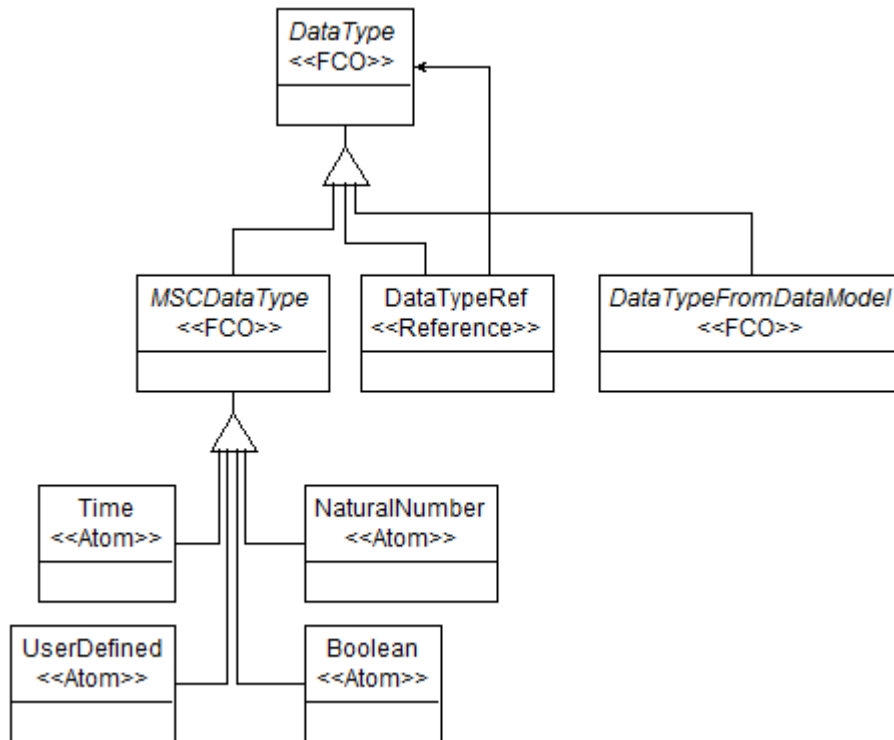 DataType
<<FCO>>
MSCDataType
<<FCO>>
DataTypeRef
<<Reference>>
DataTypeFromDataModel
<<FCO>>
Time
<<Atom>>
NaturalNumber
<<Atom>>
UserDefined
<<Atom>>
Boolean
<<Atom>>